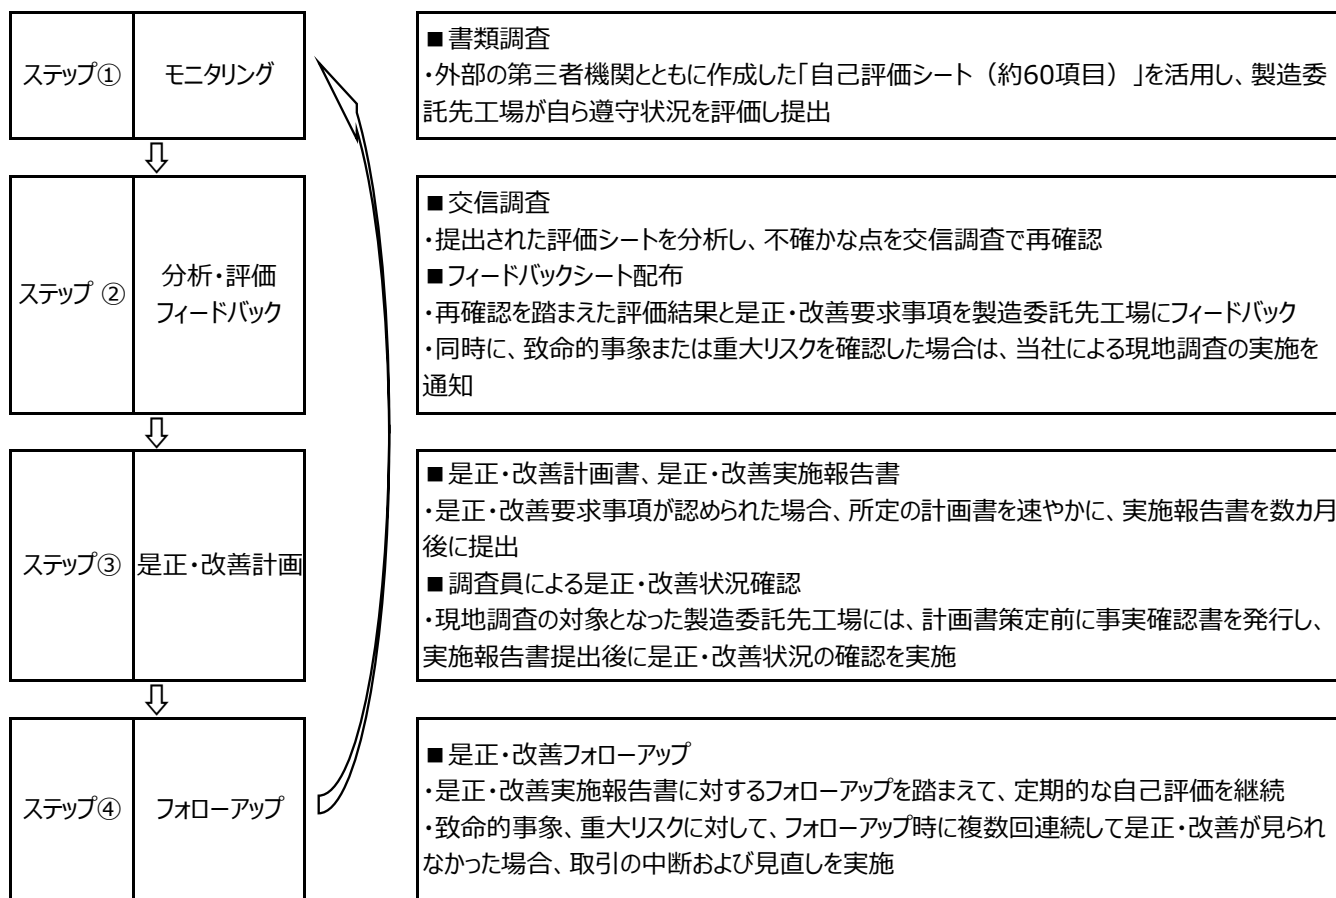 ステップ①
モニタリング
■書類調査
・外部の第三者機関とともに作成した「自己評価シート（約60項目）」を活用し、製造委
託先工場が自ら遵守状況を評価し提出
ステップ ②
分析・評価
フィードバック
■交信調査
・提出された評価シートを分析し、不確かな点を交信調査で再確認
■フィードバックシート配布
・再確認を踏まえた評価結果と是正・改善要求事項を製造委託先工場にフィードバック
・同時に、致命的事象または重大リスクを確認した場合は、当社による現地調査の実施を
通知
ステップ③
是正・改善計画
■是正・改善計画書、是正・改善実施報告書
・是正・改善要求事項が認められた場合、所定の計画書を速やかに、実施報告書を数カ月
後に提出
■調査員による是正・改善状況確認
・現地調査の対象となった製造委託先工場には、計画書策定前に事実確認書を発行し、
実施報告書提出後に是正・改善状況の確認を実施
ステップ④
フォローアップ
■是正・改善フォローアップ
・是正・改善実施報告書に対するフォローアップを踏まえて、定期的な自己評価を継続
・致命的事象、重大リスクに対して、フォローアップ時に複数回連続して是正・改善が見られ
なかった場合、取引の中断および見直しを実施